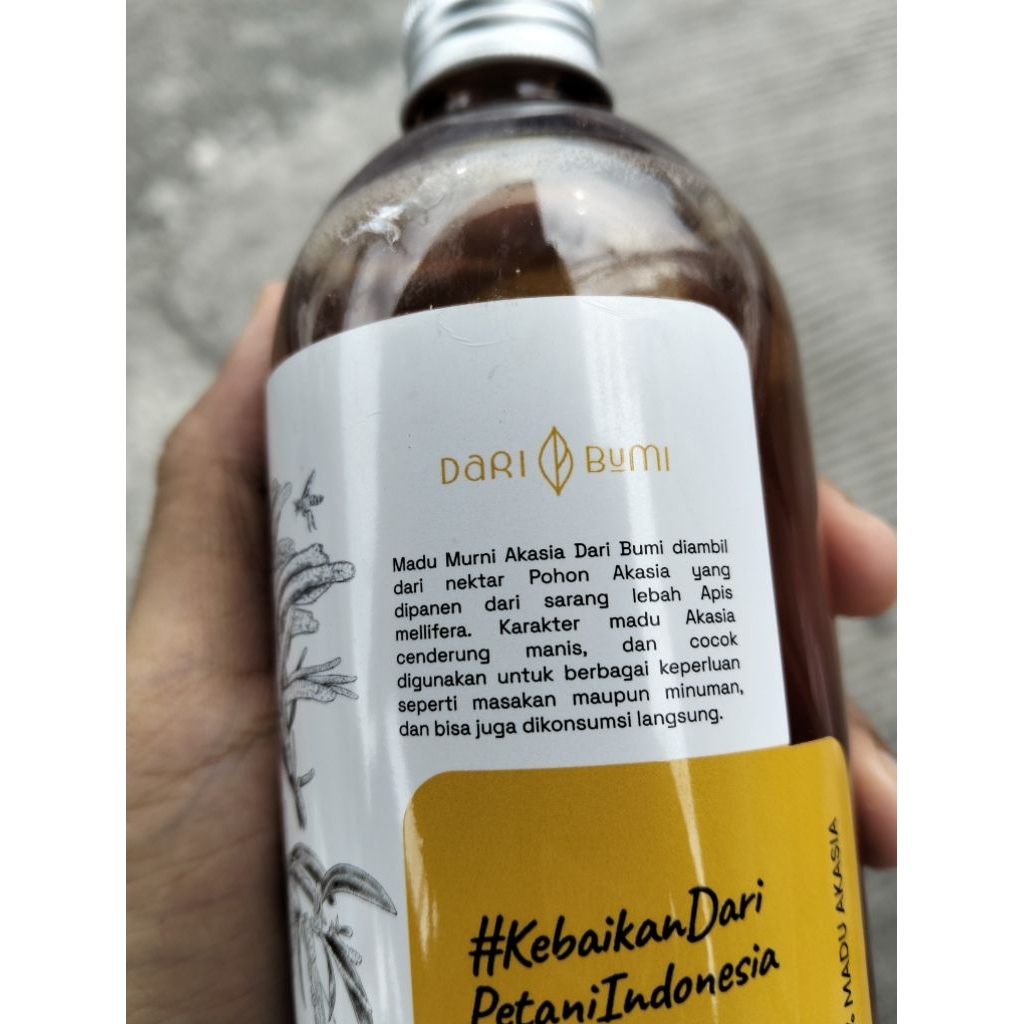 DARI BUMI
Madu Murni Akasia Dari Bumi diambil
dari nektar Pohon Akasia yang
dipanen dari sarang lebah Apis
mellifera. Karakter madu Akasia
cenderung manis, dan cocok
digunakan untuk berbagai keperluan
seperti masakan maupun minuman,
dan bisa juga dikonsumsi langsung.
#KebaikanDari
PetaniIndonesia
MADU AKASIA